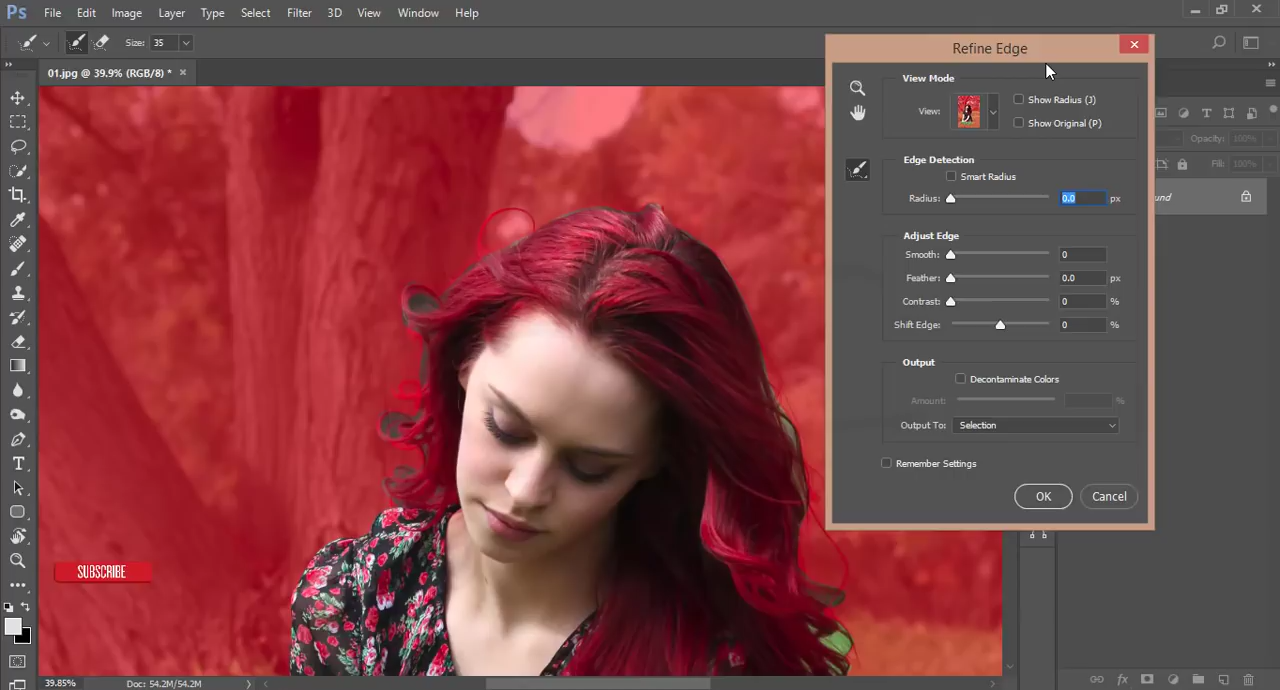 Ps File Edit Image Layer Type Select Filter 3D View Window Help
Size: 35
01.jpg @ 39.9% (RGB/8) * ×
Refine Edge
View Mode
View:
Show Radius (J)
Show Original (P)
Edge Detection
Smart Radius
Radius: 0.0 px
Adjust Edge
Smooth: 0
Feather: 0.0 px
Contrast: 0 %
Shift Edge: 0 %
Output
Decontaminate Colors
Amount: %
Output To: Selection
Remember Settings
OK Cancel
Opacity: 100%
Fill: 100%
und
SUBSCRIBE
39.85% Doc: 54.2M/54.2M